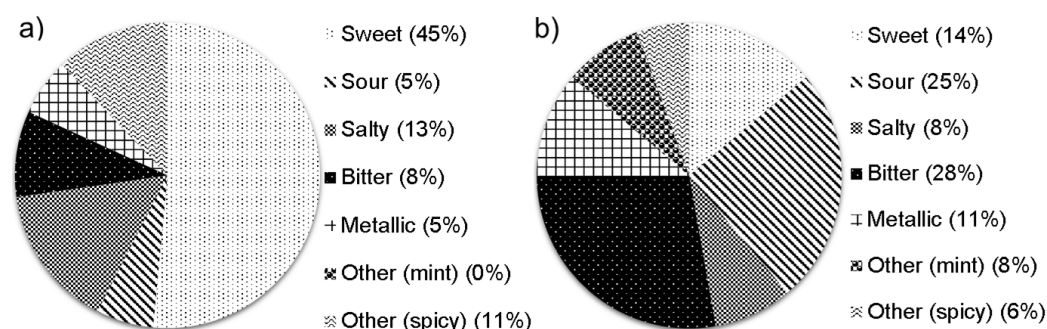 a)
Sweet (45%)
Sour (5%)
Salty (13%)
Bitter (8%)
Metallic (5%)
Other (mint) (0%)
Other (spicy) (11%)
b)
Sweet (14%)
Sour (25%)
Salty (8%)
Bitter (28%)
Metallic (11%)
Other (mint) (8%)
Other (spicy) (6%)